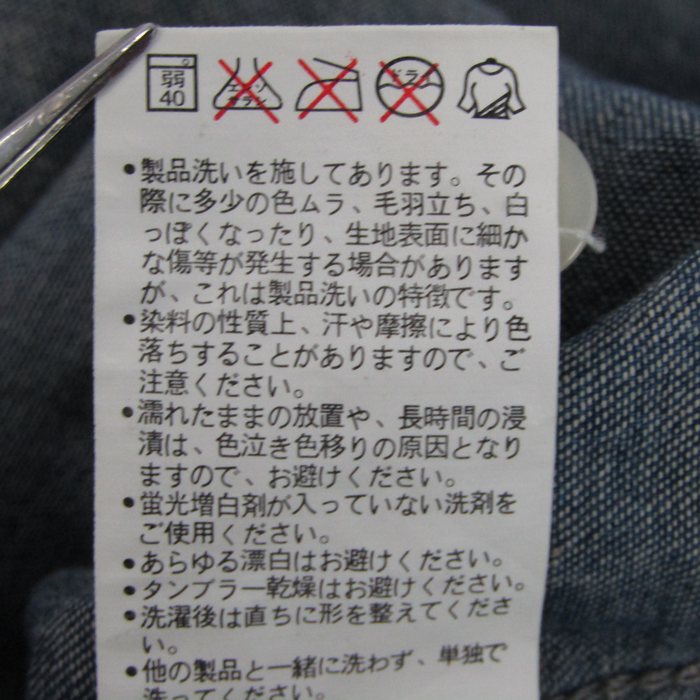 弱
40
エンソ
サラシ
ドライ
•製品洗いを施してあります。その
際に多少の色ムラ、毛羽立ち、白
っぽくなったり、生地表面に細か
な傷等が発生する場合があります
が、これは製品洗いの特徴です。
•染料の性質上、汗や摩擦により色
落ちすることがありますので、ご
注意ください。
•濡れたままの放置や、長時間の浸
漬は、色泣き色移りの原因となり
ますので、お避けください。
•蛍光増白剤が入っていない洗剤を
ご使用ください。
•あらゆる漂白はお避けください。
•タンブラー乾燥はお避けください。
•洗濯後は直ちに形を整えてくださ
い。
•他の製品と一緒に洗わず、単独で
洗ってください。